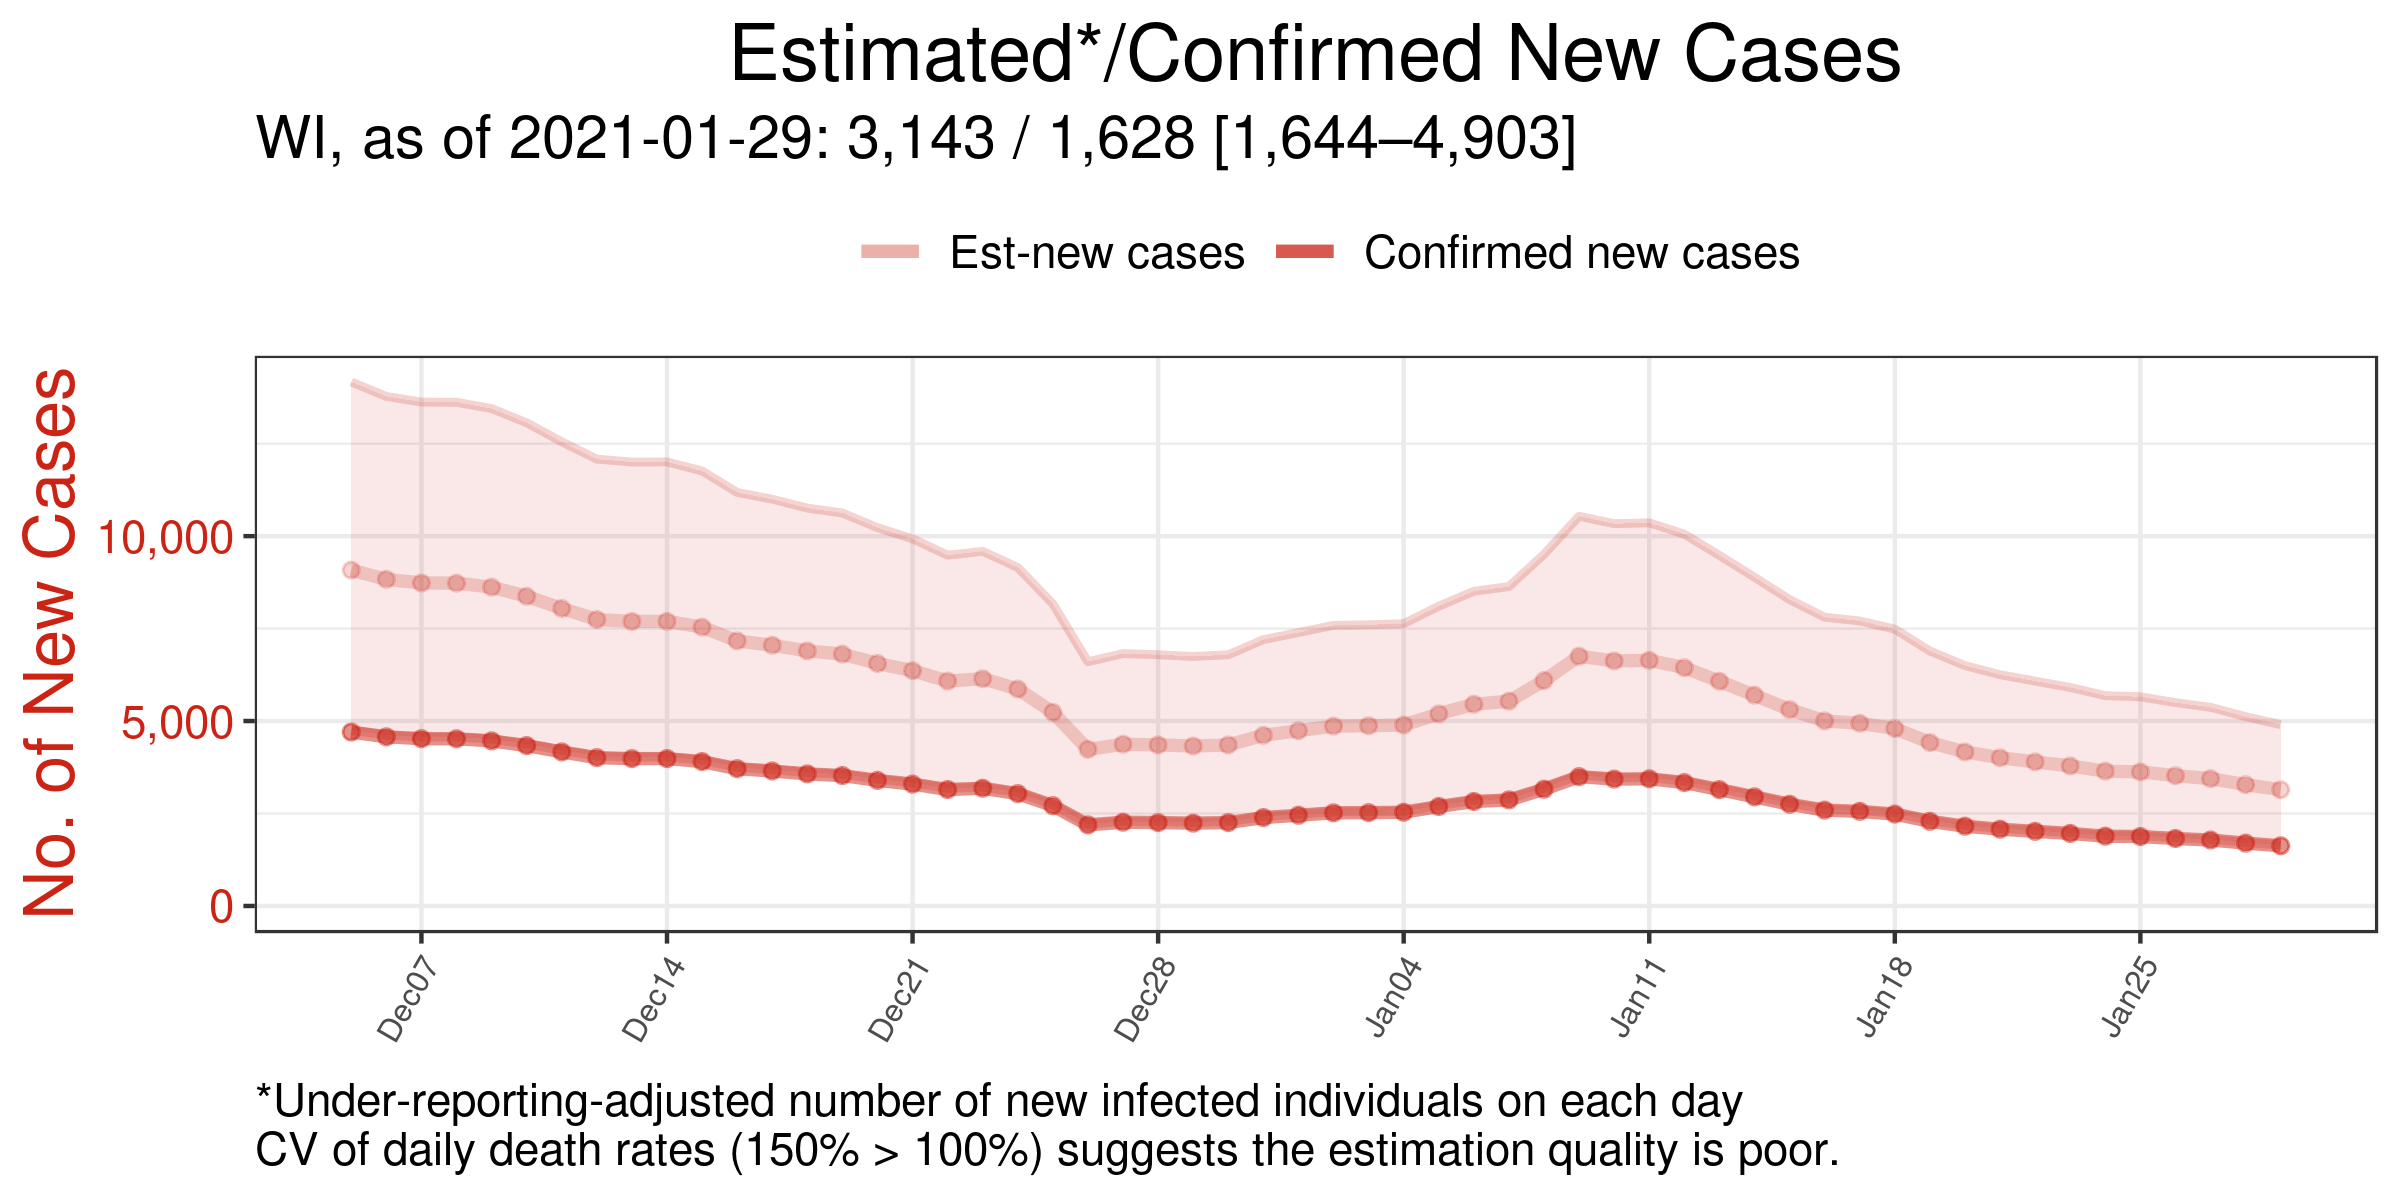 Estimated*/Confirmed New Cases
WI, as of 2021-01-29: 3,143 / 1,628 [1,644–4,903]
Est-new cases
Confirmed new cases
No. of New Cases
10,000
5,000
0
Dec07
Dec14
Dec21
Dec28
Jan04
Jan11
Jan18
Jan25
*Under-reporting-adjusted number of new infected individuals on each day
CV of daily death rates (150% > 100%) suggests the estimation quality is poor.